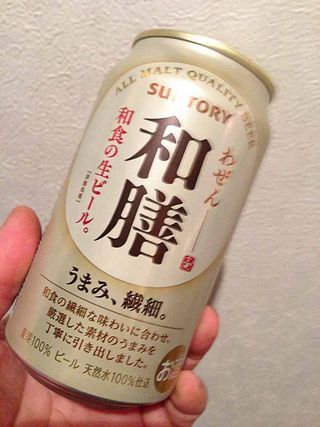 ALL MALT QUALITY BEER
SUNTORY
わぜん
和膳
和食の生ビール。
うまみ、繊細。
和食の繊細な味わいに合わせ、
厳選した素材のうまみを
丁寧に引き出しました。
麦芽100% ビール 天然水100%仕込
お酒